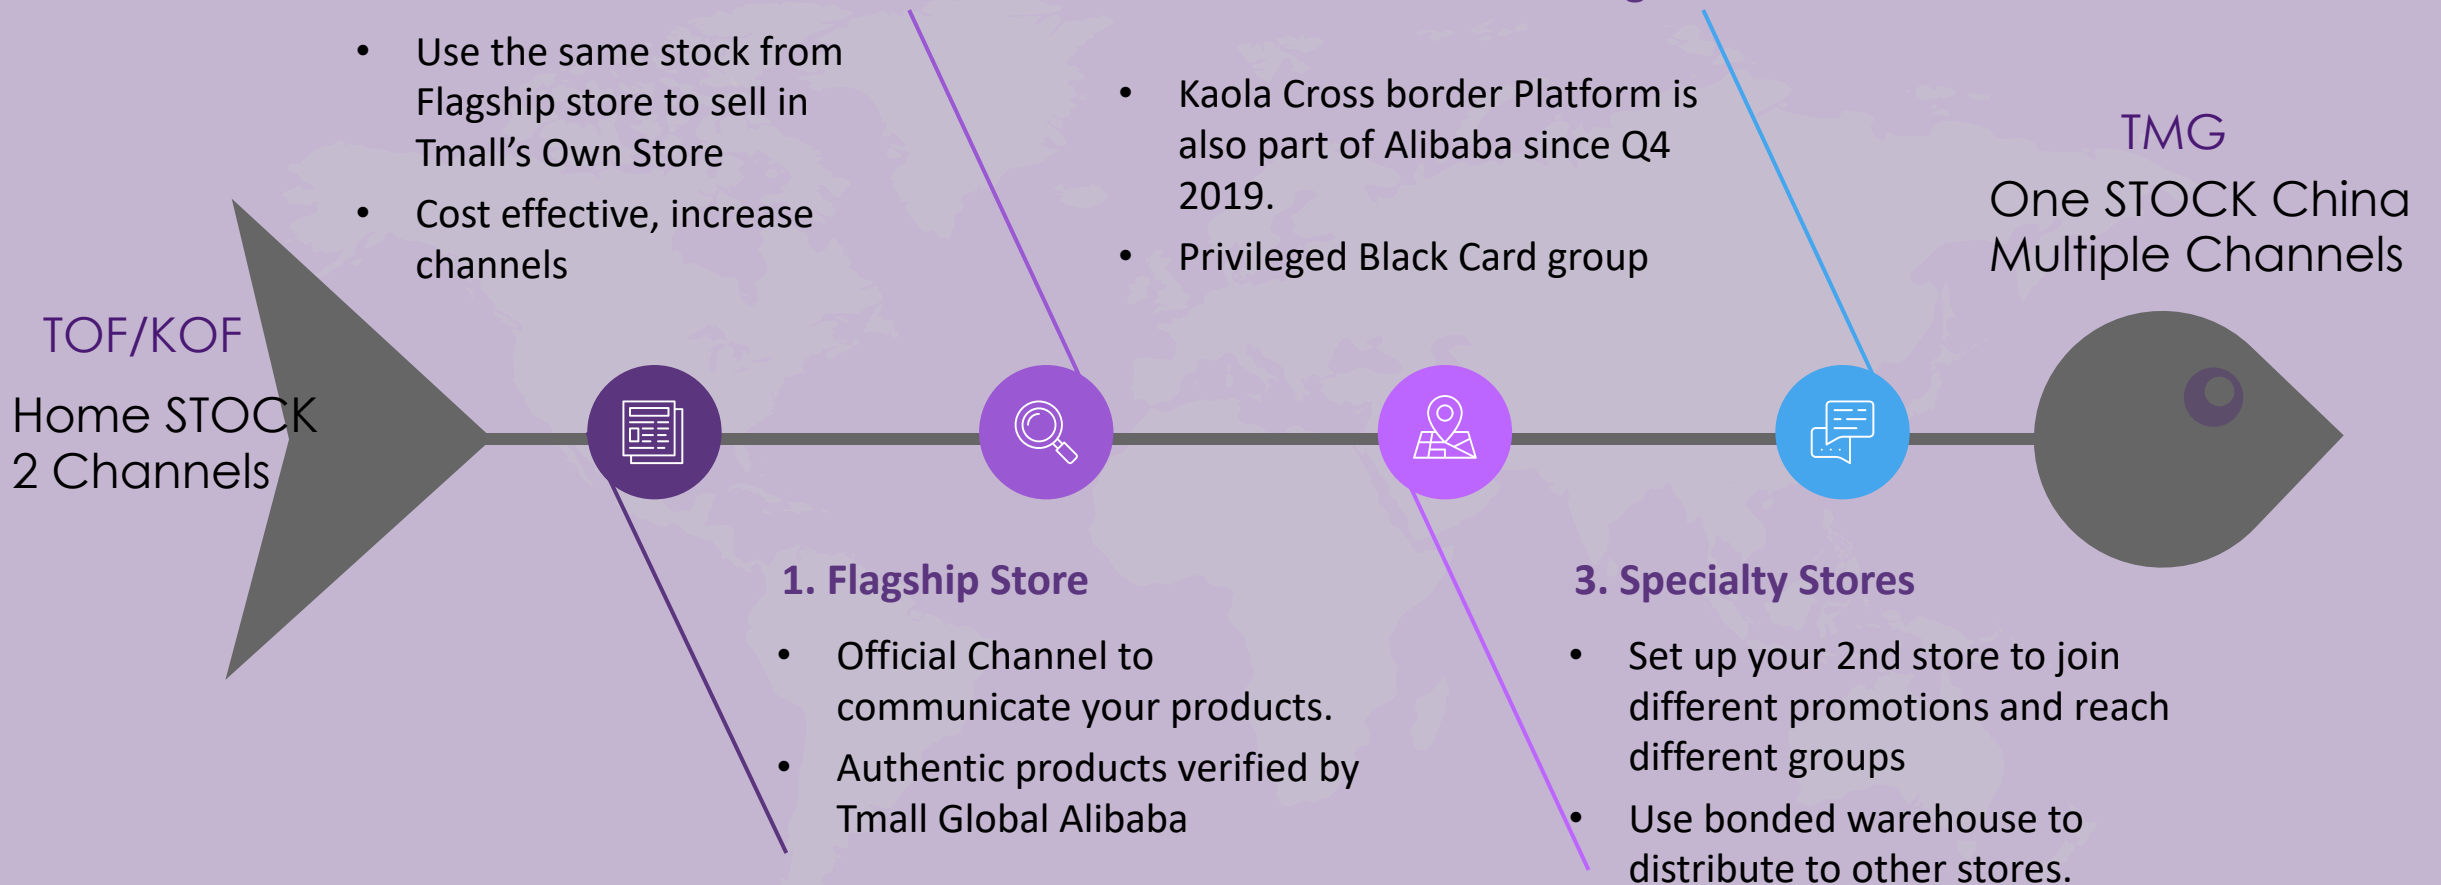 • Use the same stock from
Flagship store to sell in
Tmall's Own Store
• Cost effective, increase
channels
• Kaola Cross border Platform is
also part of Alibaba since Q4
2019.
• Privileged Black Card group
TMG
One STOCK China
Multiple Channels
TOF/KOF
Home STOCK
2 Channels
1. Flagship Store
• Official Channel to
communicate your products.
• Authentic products verified by
Tmall Global Alibaba
3. Specialty Stores
• Set up your 2nd store to join
different promotions and reach
different groups
• Use bonded warehouse to
distribute to other stores.